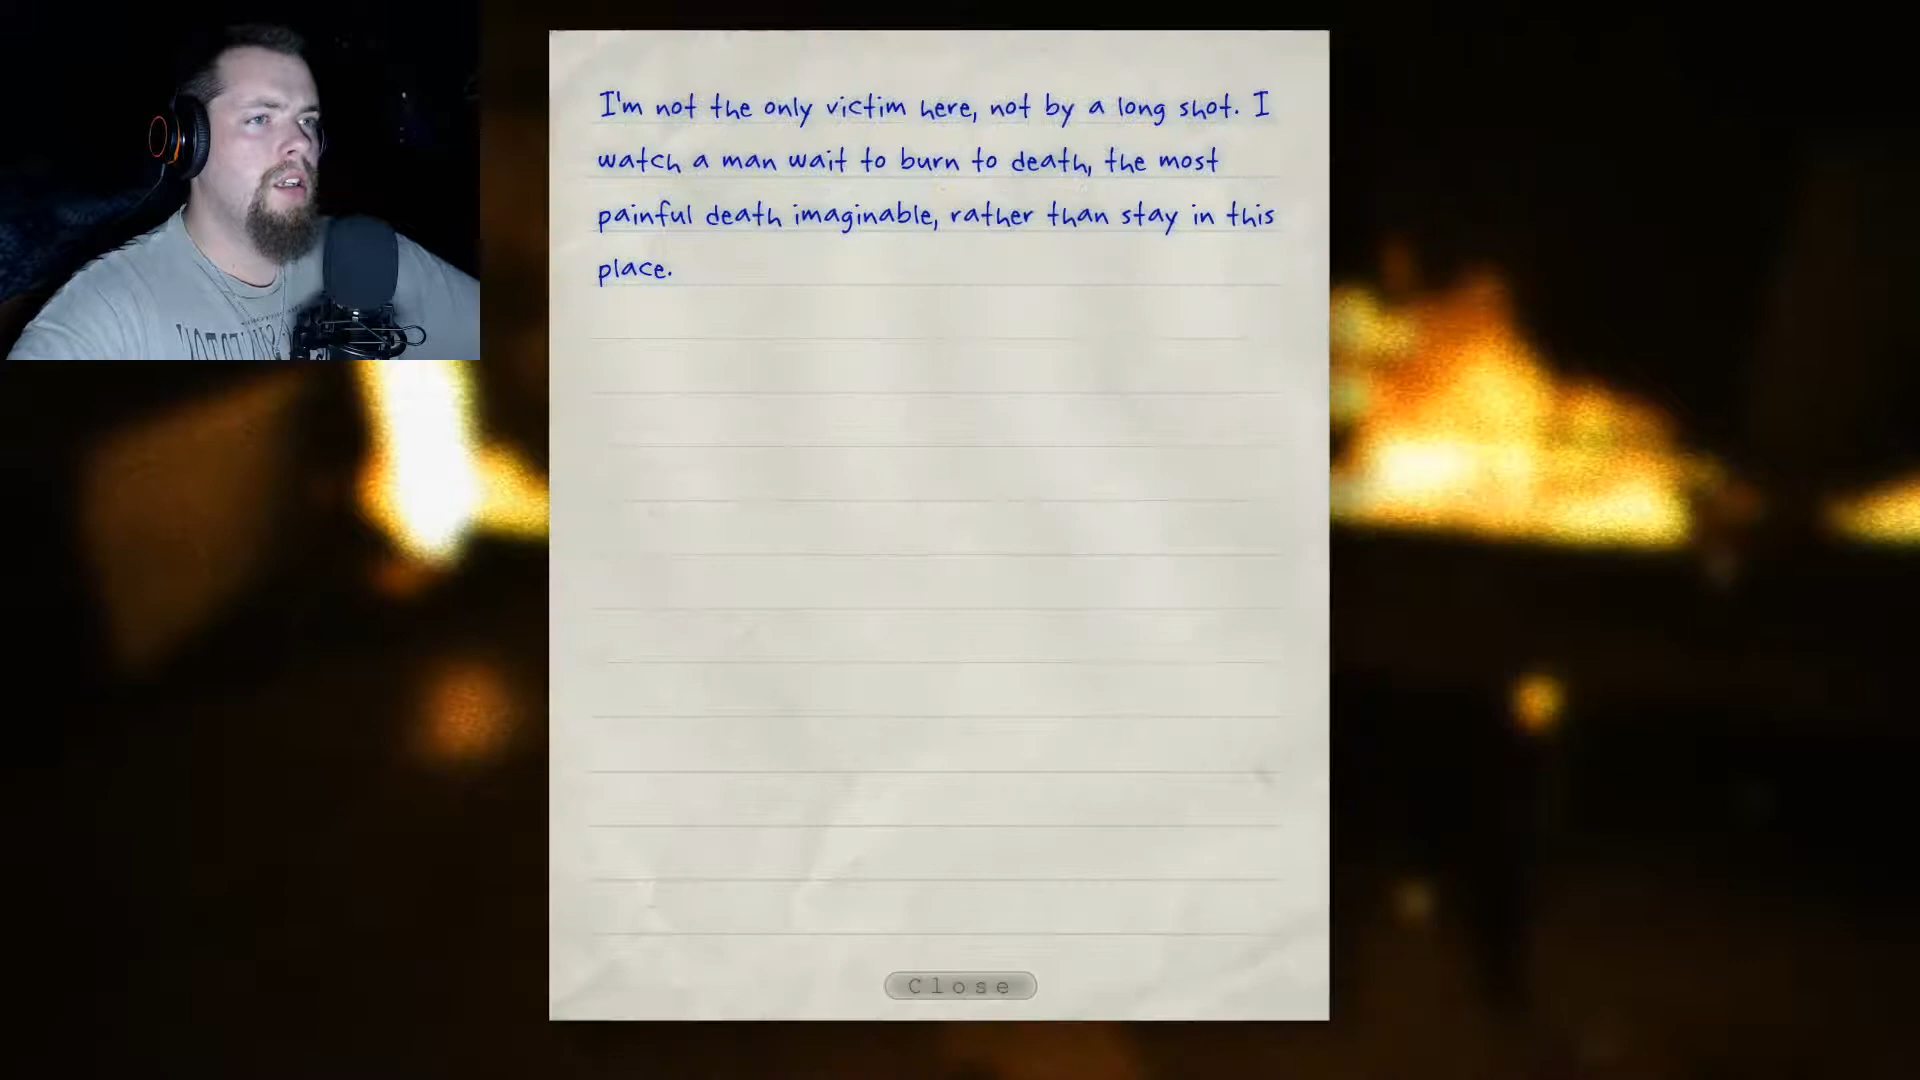 I'm not the only victim here, not by a long shot. I
watch a man wait to burn to death, the most
painful death imaginable, rather than stay in this
place.
Close